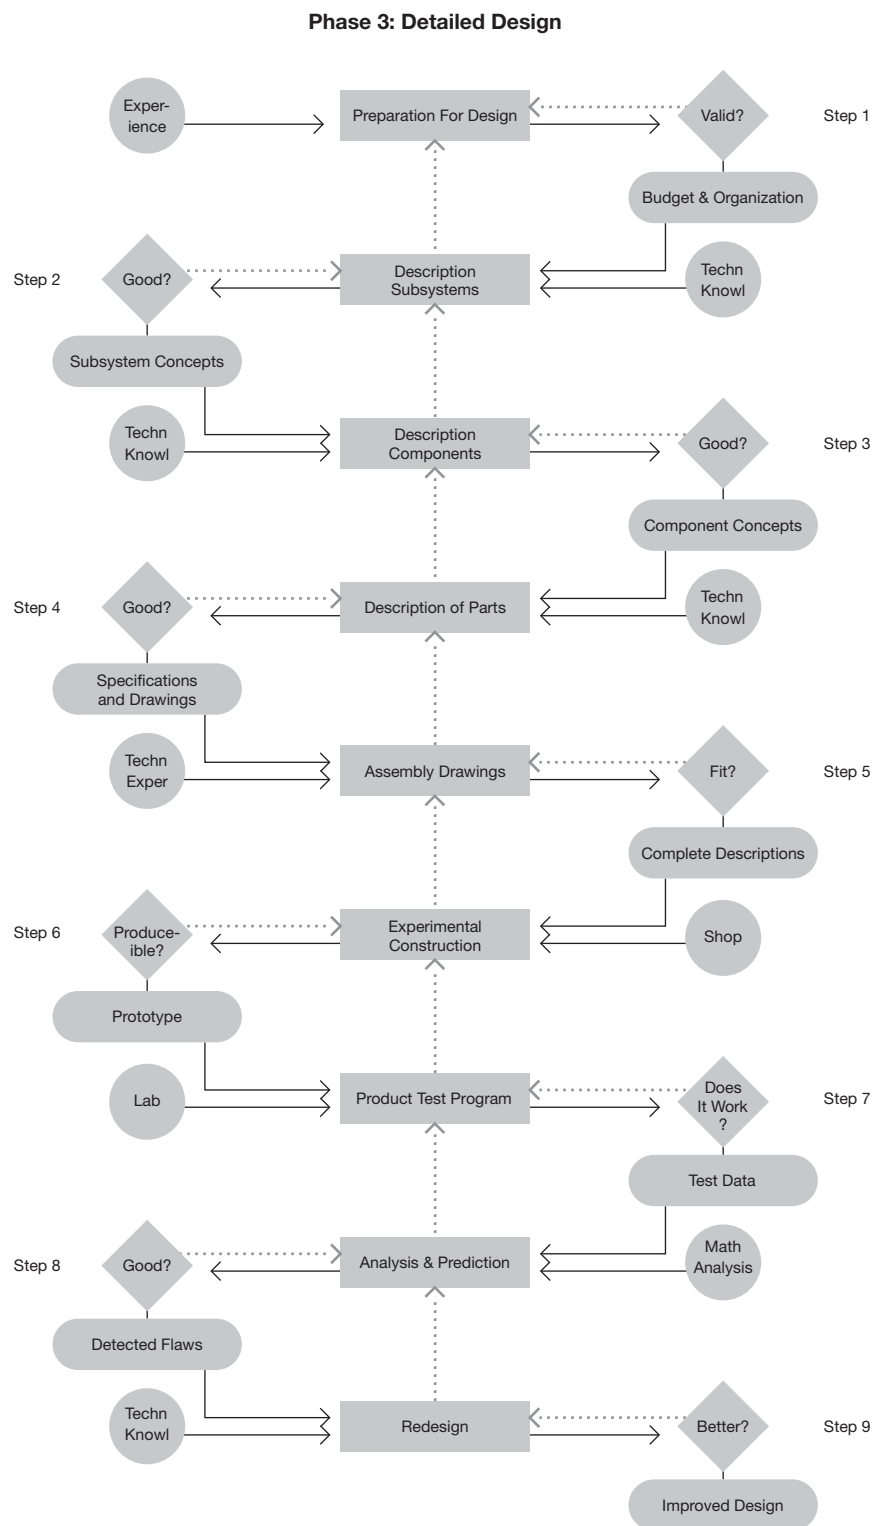 Phase 3: Detailed Design
Exper-
ience
Preparation For Design
Valid?
Step 1
Budget & Organization
Step 2
Good?
Description
Subsystems
Techn
Knowl
Subsystem Concepts
Techn
Knowl
Description
Components
Good?
Step 3
Component Concepts
Step 4
Good?
Description of Parts
Techn
Knowl
Specifications
and Drawings
Techn
Exper
Assembly Drawings
Fit?
Step 5
Complete Descriptions
Step 6
Produce-
ible?
Experimental
Construction
Shop
Prototype
Lab
Product Test Program
Does
It Work
?
Step 7
Test Data
Step 8
Good?
Analysis & Prediction
Math
Analysis
Detected Flaws
Techn
Knowl
Redesign
Better?
Step 9
Improved Design